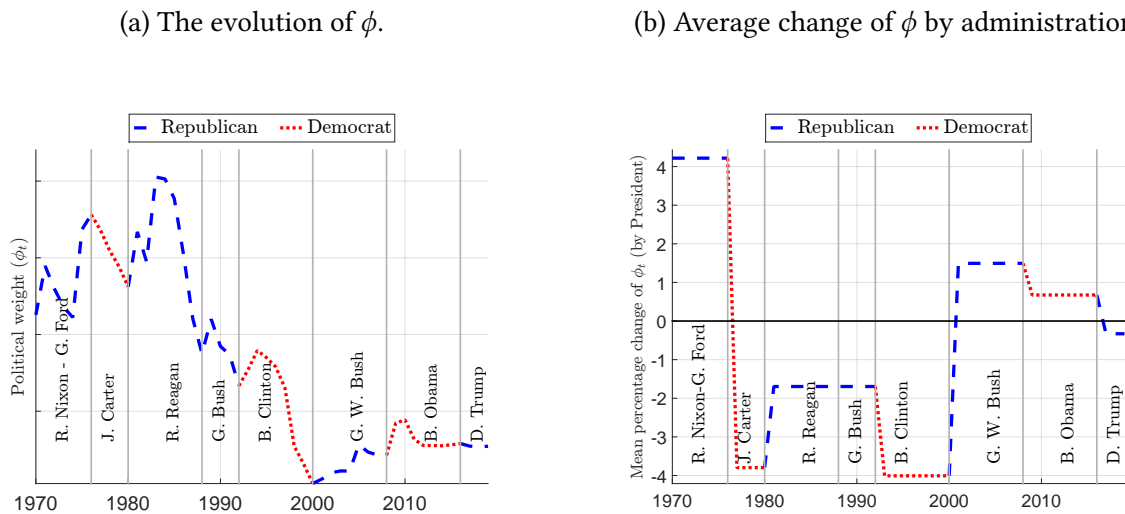 (a) The evolution of ϕ.
(b) Average change of ϕ by administration
Republican Democrat
Political weight (ϕt)
R. Nixon - G. Ford
J. Carter
R. Reagan
G. Bush
B. Clinton
G. W. Bush
B. Obama
D. Trump
1970 1980 1990 2000 2010
Republican Democrat
Mean percentage change of ϕt (by President)
4
3
2
1
0
-1
-2
-3
-4
R. Nixon-G. Ford
J. Carter
R. Reagan
G. Bush
B. Clinton
G. W. Bush
B. Obama
D. Trump
1970 1980 1990 2000 2010